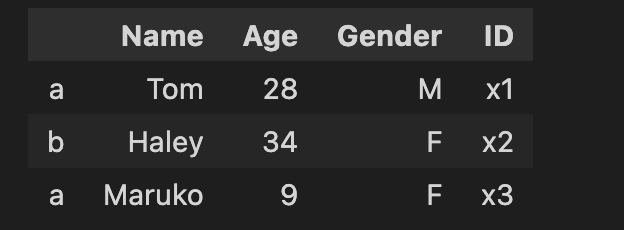 Name Age Gender ID
a Tom 28 M x1
b Haley 34 F x2
a Maruko 9 F x3